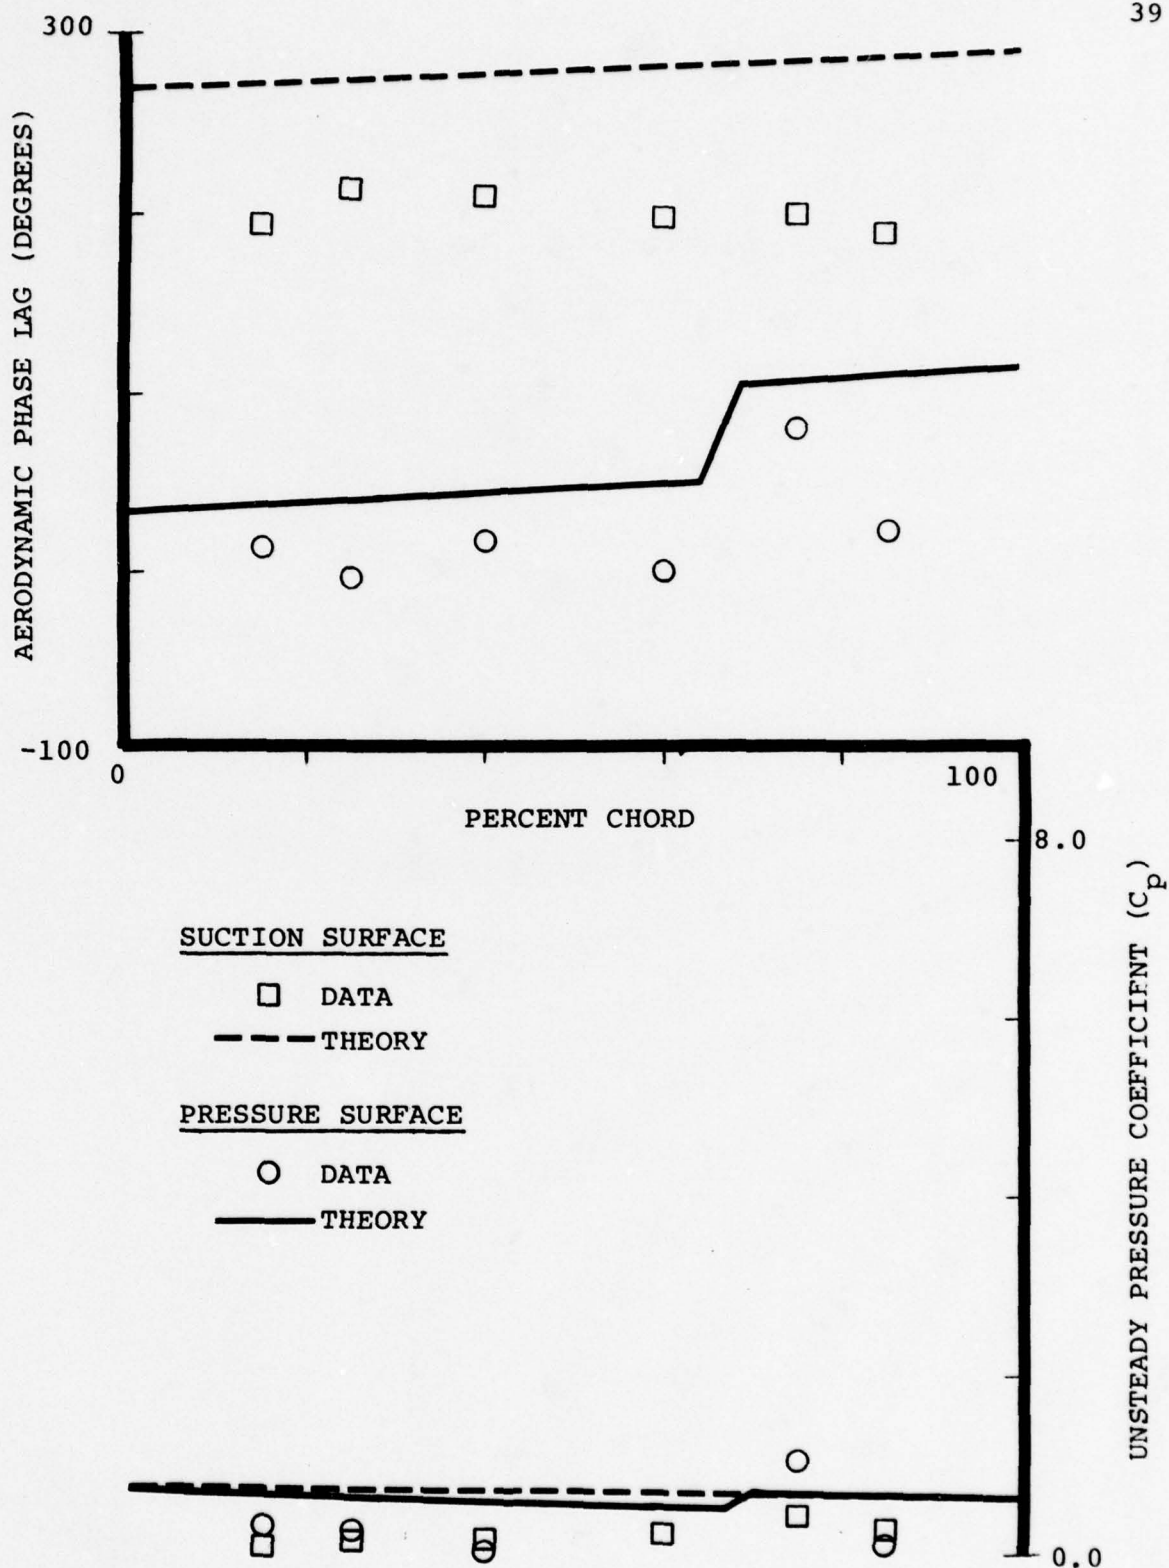 39
300
AERODYNAMIC PHASE LAG (DEGREES)
-100
0
100
PERCENT CHORD
8.0
SUCTION SURFACE
DATA
THEORY
PRESSURE SURFACE
DATA
THEORY
UNSTEADY PRESSURE COEFFICIENT (Cp)
0.0